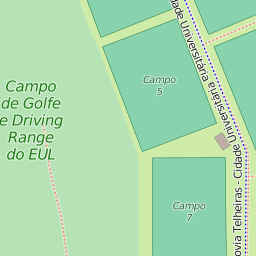 Campo
de Golfe
e Driving
Range
do EUL
Campo
5
Cidade Universitária
Campo
7
ovia Telheiras - Cidade Universitária